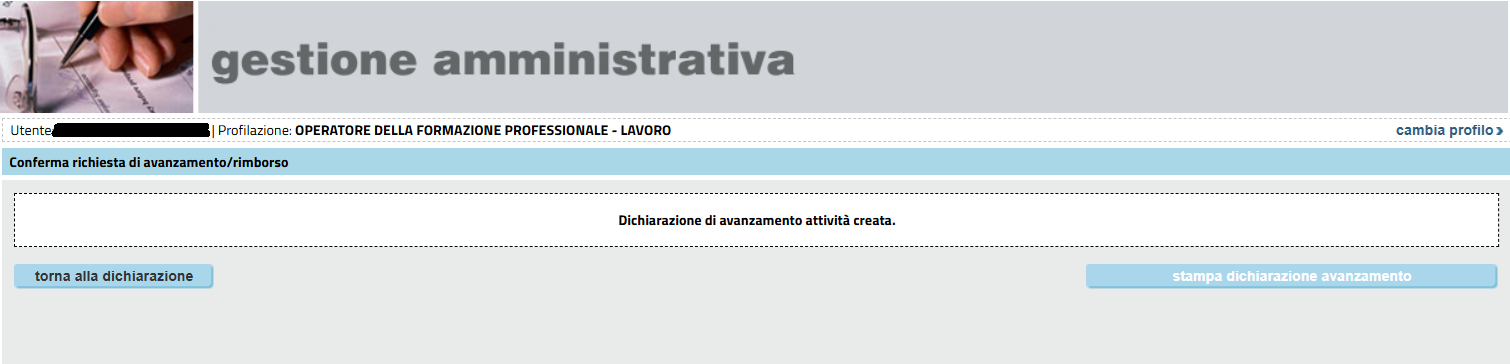 gestione amministrativa
Utente | Profilazione: OPERATORE DELLA FORMAZIONE PROFESSIONALE - LAVORO
cambia profilo
Conferma richiesta di avanzamento/rimborso
Dichiarazione di avanzamento attività creata.
torna alla dichiarazione
stampa dichiarazione avanzamento